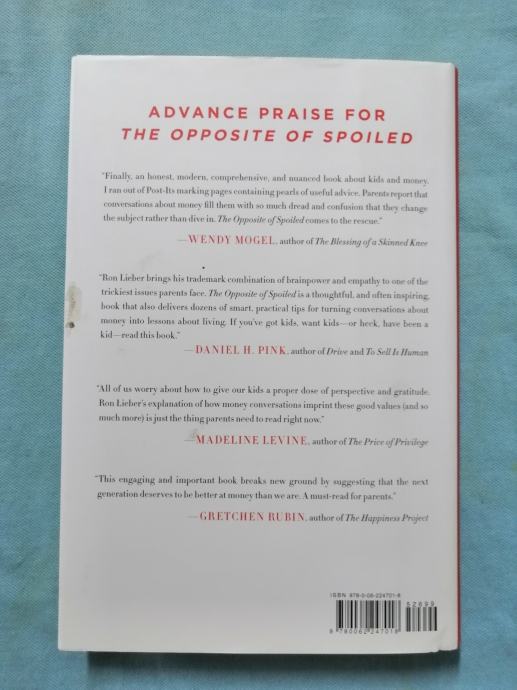 ADVANCE PRAISE FOR
THE OPPOSITE OF SPOILED
"Finally, an honest, modern, comprehensive, and nuanced book about kids and money.
I ran out of Post-Its marking pages containing pearls of useful advice. Parents report that
conversations about money fill them with so much dread and confusion that they change
the subject rather than dive in. The Opposite of Spoiled comes to the rescue."
—WENDY MOGEL, author of The Blessing of a Skinned Knee
"Ron Lieber brings his trademark combination of brainpower and empathy to one of the
trickiest issues parents face. The Opposite of Spoiled is a thoughtful, and often inspiring,
book that also delivers dozens of smart, practical tips for turning conversations about
money into lessons about living. If you've got kids, want kids—or heck, have been a
kid—read this book."
—DANIEL H. PINK, author of Drive and To Sell Is Human
"All of us worry about how to give our kids a proper dose of perspective and gratitude.
Ron Lieber's explanation of how money conversations imprint these good values (and so
much more) is just the thing parents need to read right now."
—MADELINE LEVINE, author of The Price of Privilege
"This engaging and important book breaks new ground by suggesting that the next
generation deserves to be better at money than we are. A must-read for parents."
—GRETCHEN RUBIN, author of The Happiness Project
ISBN 978-0-06-224701-8
52699
9 780062 247018